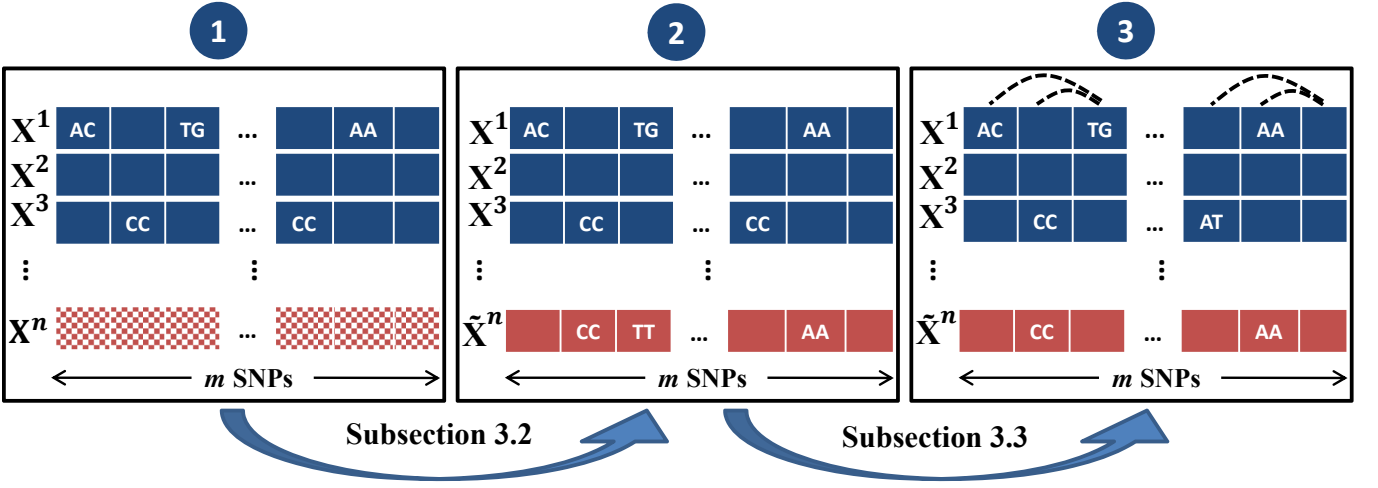 1
2
3
X¹ AC TG ... AA
X²
...
X³ CC ... CC
⋮ ⋮
Xⁿ ...
m SNPs
X¹ AC TG ... AA
X²
...
X³ CC ... CC
⋮ ⋮
X̃ⁿ CC TT ... AA
m SNPs
X¹ AC TG ... AA
X²
...
X³ CC ... AT
⋮ ⋮
X̃ⁿ CC ... AA
m SNPs
Subsection 3.2
Subsection 3.3